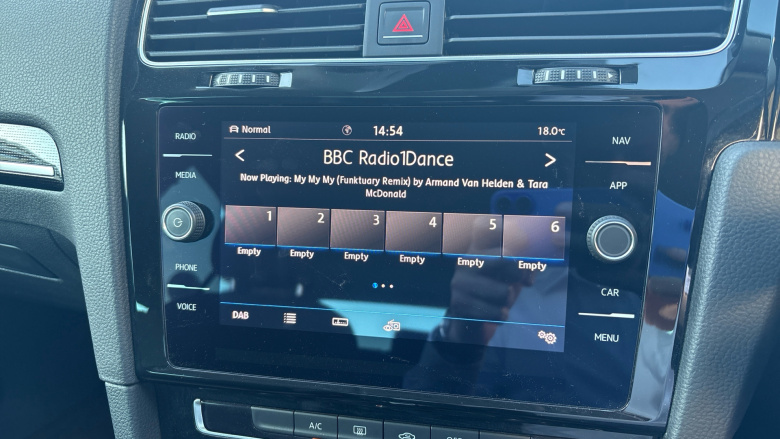 RADIO
MEDIA
PHONE
VOICE
Normal 14:54 18.0°C
< BBC Radio1Dance >
Now Playing: My My My (Funktuary Remix) by Armand Van Helden & Tara
McDonald
1 2 3 4 5 6
Empty Empty Empty Empty Empty Empty
DAB
NAV
APP
CAR
MENU
A/C